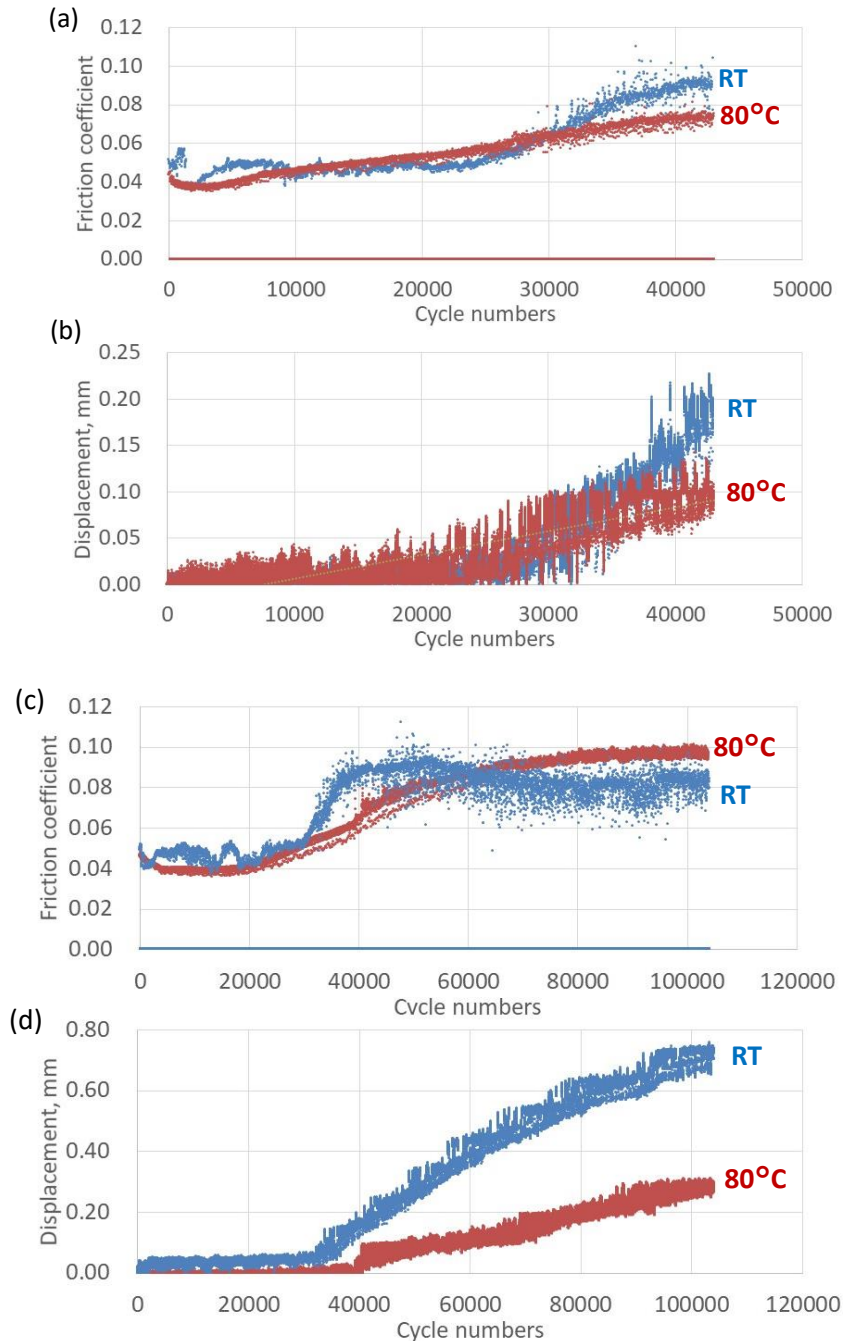 (a)
0.12
0.10
0.08
0.06
0.04
0.02
0.00
Friction coefficient
RT
80°C
0 10000 20000 30000 40000 50000
Cycle numbers
(b)
0.25
0.20
0.15
0.10
0.05
0.00
Displacement, mm
RT
80°C
0 10000 20000 30000 40000 50000
Cycle numbers
(c)
0.12
0.10
0.08
0.06
0.04
0.02
0.00
Friction coefficient
80°C
RT
0 20000 40000 60000 80000 100000 120000
Cvcle numbers
(d)
0.80
0.60
0.40
0.20
0.00
Displacement, mm
RT
80°C
0 20000 40000 60000 80000 100000 120000
Cycle numbers